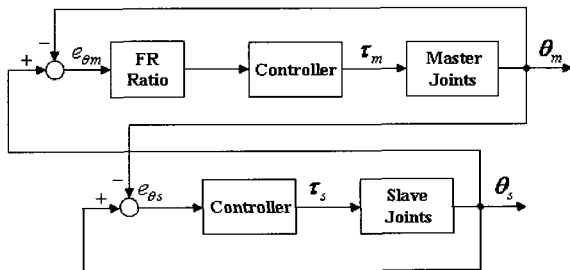 −
+
e_θm
FR
Ratio
Controller
τ_m
Master
Joints
θ_m
−
+
e_θs
Controller
τ_s
Slave
Joints
θ_s